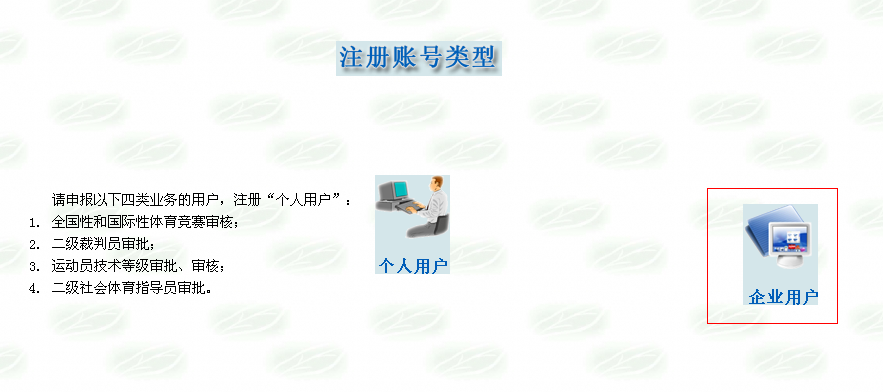 注册账号类型
请申报以下四类业务的用户，注册“个人用户”：
1. 全国性和国际性体育竞赛审核；
2. 二级裁判员审批；
3. 运动员技术等级审批、审核；
4. 二级社会体育指导员审批。
个人用户
企业用户